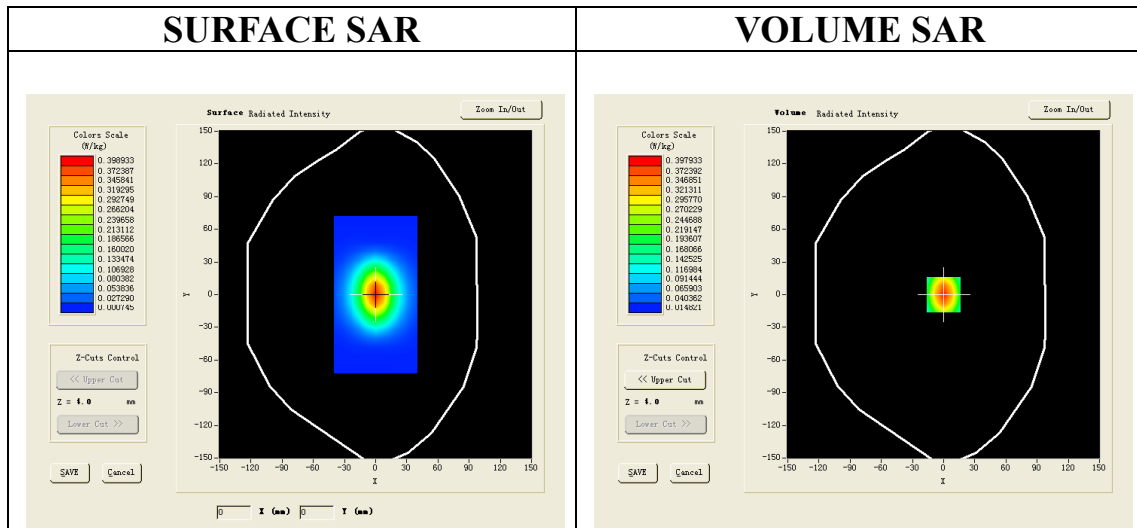 SURFACE SAR
VOLUME SAR
Surface Radiated Intensity
Zoom In/Out
Colors Scale
(W/kg)
0.398933
0.372387
0.345841
0.319295
0.292749
0.266204
0.239658
0.213112
0.186566
0.160020
0.133474
0.106928
0.080382
0.053836
0.027290
0.000745
150
120
90
60
30
0
-30
-60
-90
-120
-150
Y
-150 -120 -90 -60 -30 0 30 60 90 120 150
X
Z-Cuts Control
<< Upper Cut
Z = 4.0 mm
Lower Cut >>
SAVE Cancel
0 X (mm) 0 Y (mm)
Volume Radiated Intensity
Zoom In/Out
Colors Scale
(W/kg)
0.397933
0.372392
0.346851
0.321311
0.295770
0.270229
0.244688
0.219147
0.193607
0.168066
0.142525
0.116984
0.091444
0.065903
0.040362
0.014821
150
120
90
60
30
0
-30
-60
-90
-120
-150
Y
-150 -120 -90 -60 -30 0 30 60 90 120 150
X
Z-Cuts Control
<< Upper Cut
Z = 4.0 mm
Lower Cut >>
SAVE Cancel